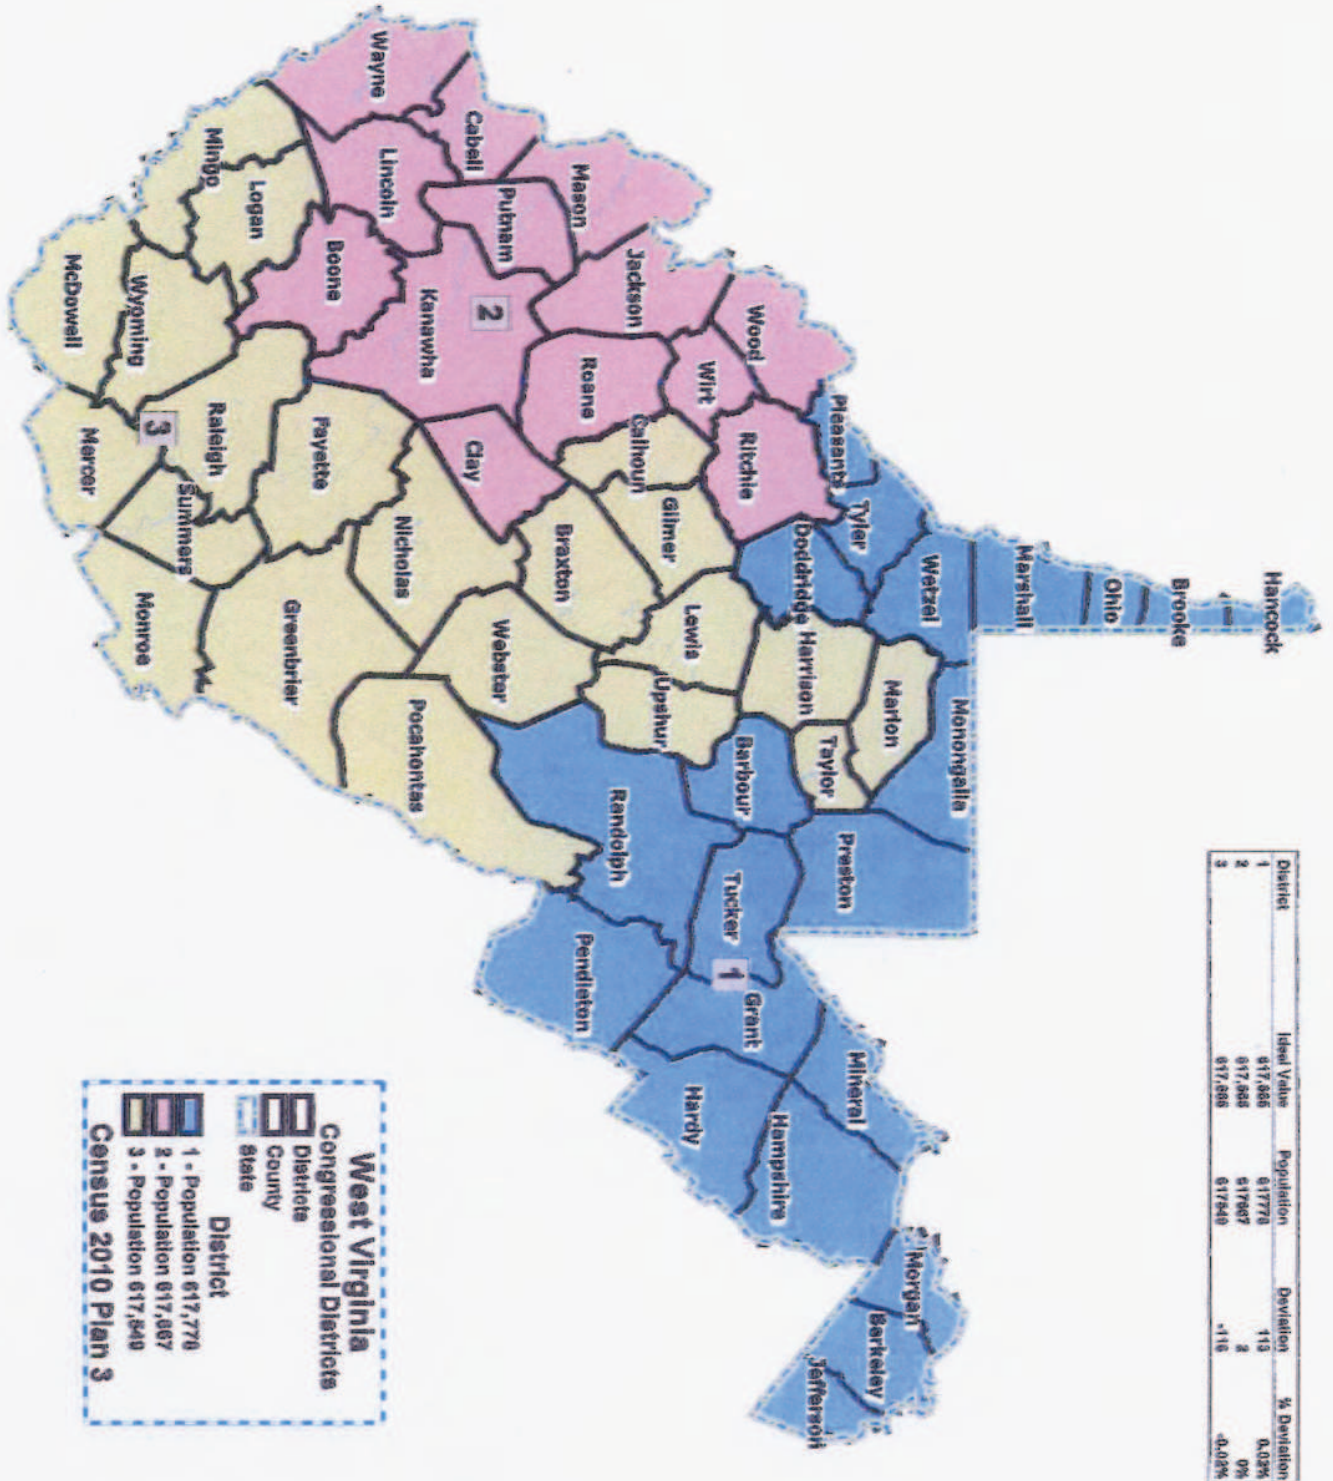 District Ideal Value Population Deviation % Deviation
1 617,665 617778 113 0.02%
2 617,665 617667 2 0%
3 617,665 617549 -116 -0.02%
Hancock
Brooke
Ohio
Marshall
Wetzel
Monongalia
Marion
Tyler
Pleasants
Doddridge
Harrison
Taylor
Preston
Mineral
Morgan
Berkeley
Jefferson
Hampshire
Grant
Hardy
1
Tucker
Barbour
Wood
Ritchie
Wirt
Lewis
Upshur
Gilmer
Calhoun
Randolph
Pendleton
Jackson
Roane
Braxton
Mason
Webster
Putnam
2
Clay
Cabell
Kanawha
Nicholas
Pocahontas
Wayne
Lincoln
Boone
Fayette
Greenbrier
Logan
Mingo
Raleigh
Summers
3
Wyoming
Monroe
McDowell
Mercer
West Virginia
Congressional Districts
Districts
County
State
District
1 - Population 617,778
2 - Population 617,667
3 - Population 617,549
Census 2010 Plan 3